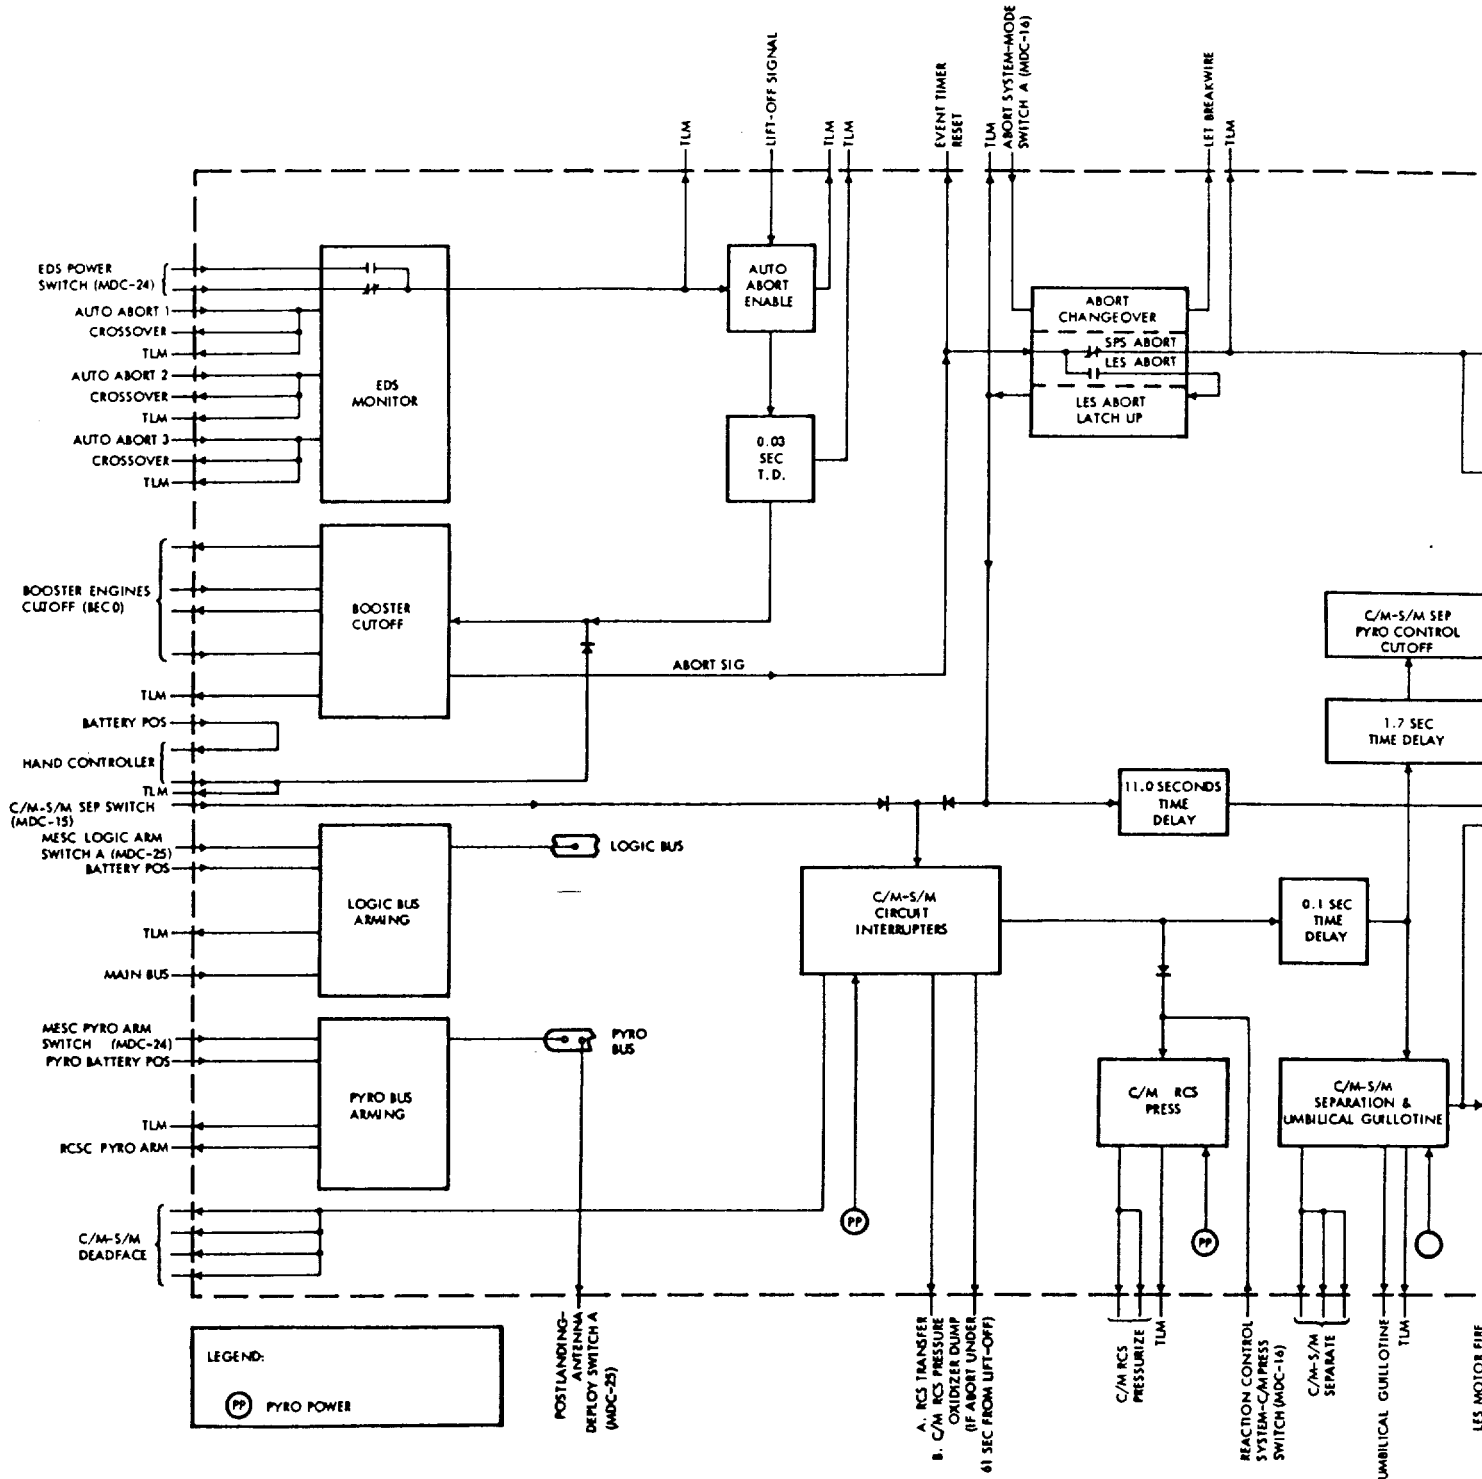 TLM
LIFT-OFF SIGNAL
TLM
TLM
EVENT TIMER
RESET
TLM
ABORT SYSTEM-MODE
SWITCH A (MDC-16)
LET BREAKWIRE
TLM
EDS POWER
SWITCH (MDC-24)
AUTO ABORT 1
CROSSOVER
TLM
AUTO ABORT 2
CROSSOVER
TLM
AUTO ABORT 3
CROSSOVER
TLM
EDS
MONITOR
AUTO
ABORT
ENABLE
0.03
SEC
T.D.
ABORT
CHANGEOVER
SPS ABORT
LES ABORT
LES ABORT
LATCH UP
BOOSTER ENGINES
CUTOFF (BECO)
TLM
BOOSTER
CUTOFF
ABORT SIG
C/M-S/M SEP
PYRO CONTROL
CUTOFF
1.7 SEC
TIME DELAY
BATTERY POS
HAND CONTROLLER
TLM
C/M-S/M SEP SWITCH
(MDC-15)
11.0 SECONDS
TIME
DELAY
MESC LOGIC ARM
SWITCH A (MDC-25)
BATTERY POS
TLM
MAIN BUS
LOGIC BUS
ARMING
LOGIC BUS
C/M-S/M
CIRCUIT
INTERRUPTERS
0.1 SEC
TIME
DELAY
MESC PYRO ARM
SWITCH (MDC-24)
PYRO BATTERY POS
TLM
RCSC PYRO ARM
PYRO BUS
ARMING
PYRO
BUS
C/M RCS
PRESS
C/M-S/M
SEPARATION &
UMBILICAL GUILLOTINE
C/M-S/M
DEADFACE
PP
PP
POSTLANDING-
ANTENNA
DEPLOY SWITCH A
(MDC-25)
A. RCS TRANSFER
B. C/M RCS PRESSURE
OXIDIZER DUMP
(IF ABORT UNDER
61 SEC FROM LIFT-OFF)
C/M RCS
PRESSURIZE
TLM
REACTION CONTROL
SYSTEM-C/M PRESS
SWITCH (MDC-16)
C/M-S/M
SEPARATE
UMBILICAL GUILLOTINE
TLM
LES MOTOR FIRE
LEGEND:
PP PYRO POWER